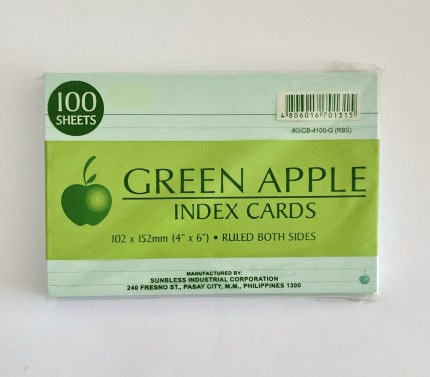 100
SHEETS
4 806016 701315
#GICB-4100-G (RBS)
GREEN APPLE
INDEX CARDS
102 x 152mm (4" x 6") • RULED BOTH SIDES
MANUFACTURED BY:
SUNBLESS INDUSTRIAL CORPORATION
240 FRESNO ST., PASAY CITY, M.M., PHILIPPINES 1300